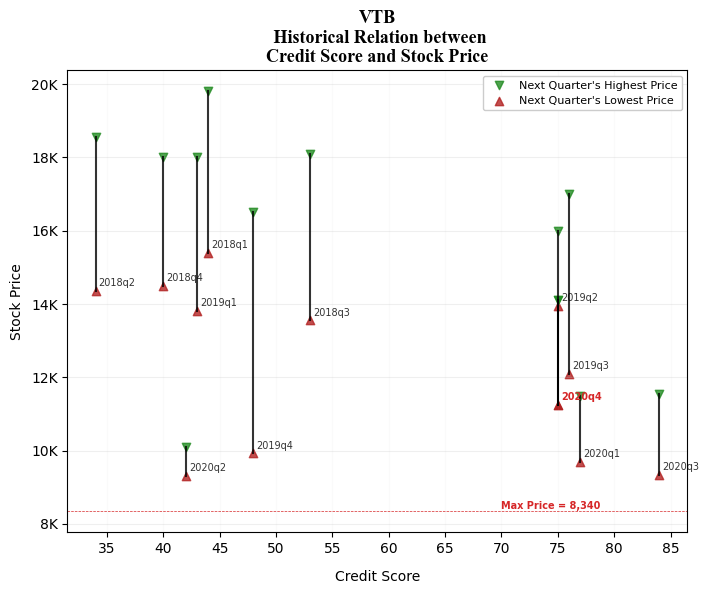 VTB
Historical Relation between
Credit Score and Stock Price
Next Quarter's Highest Price
Next Quarter's Lowest Price
20K
18K
16K
14K
12K
10K
8K
Stock Price
2018q1
2018q2
2018q4
2019q1
2018q3
2019q2
2019q3
2020q4
2019q4
2020q1
2020q2
2020q3
Max Price = 8,340
35 40 45 50 55 60 65 70 75 80 85
Credit Score